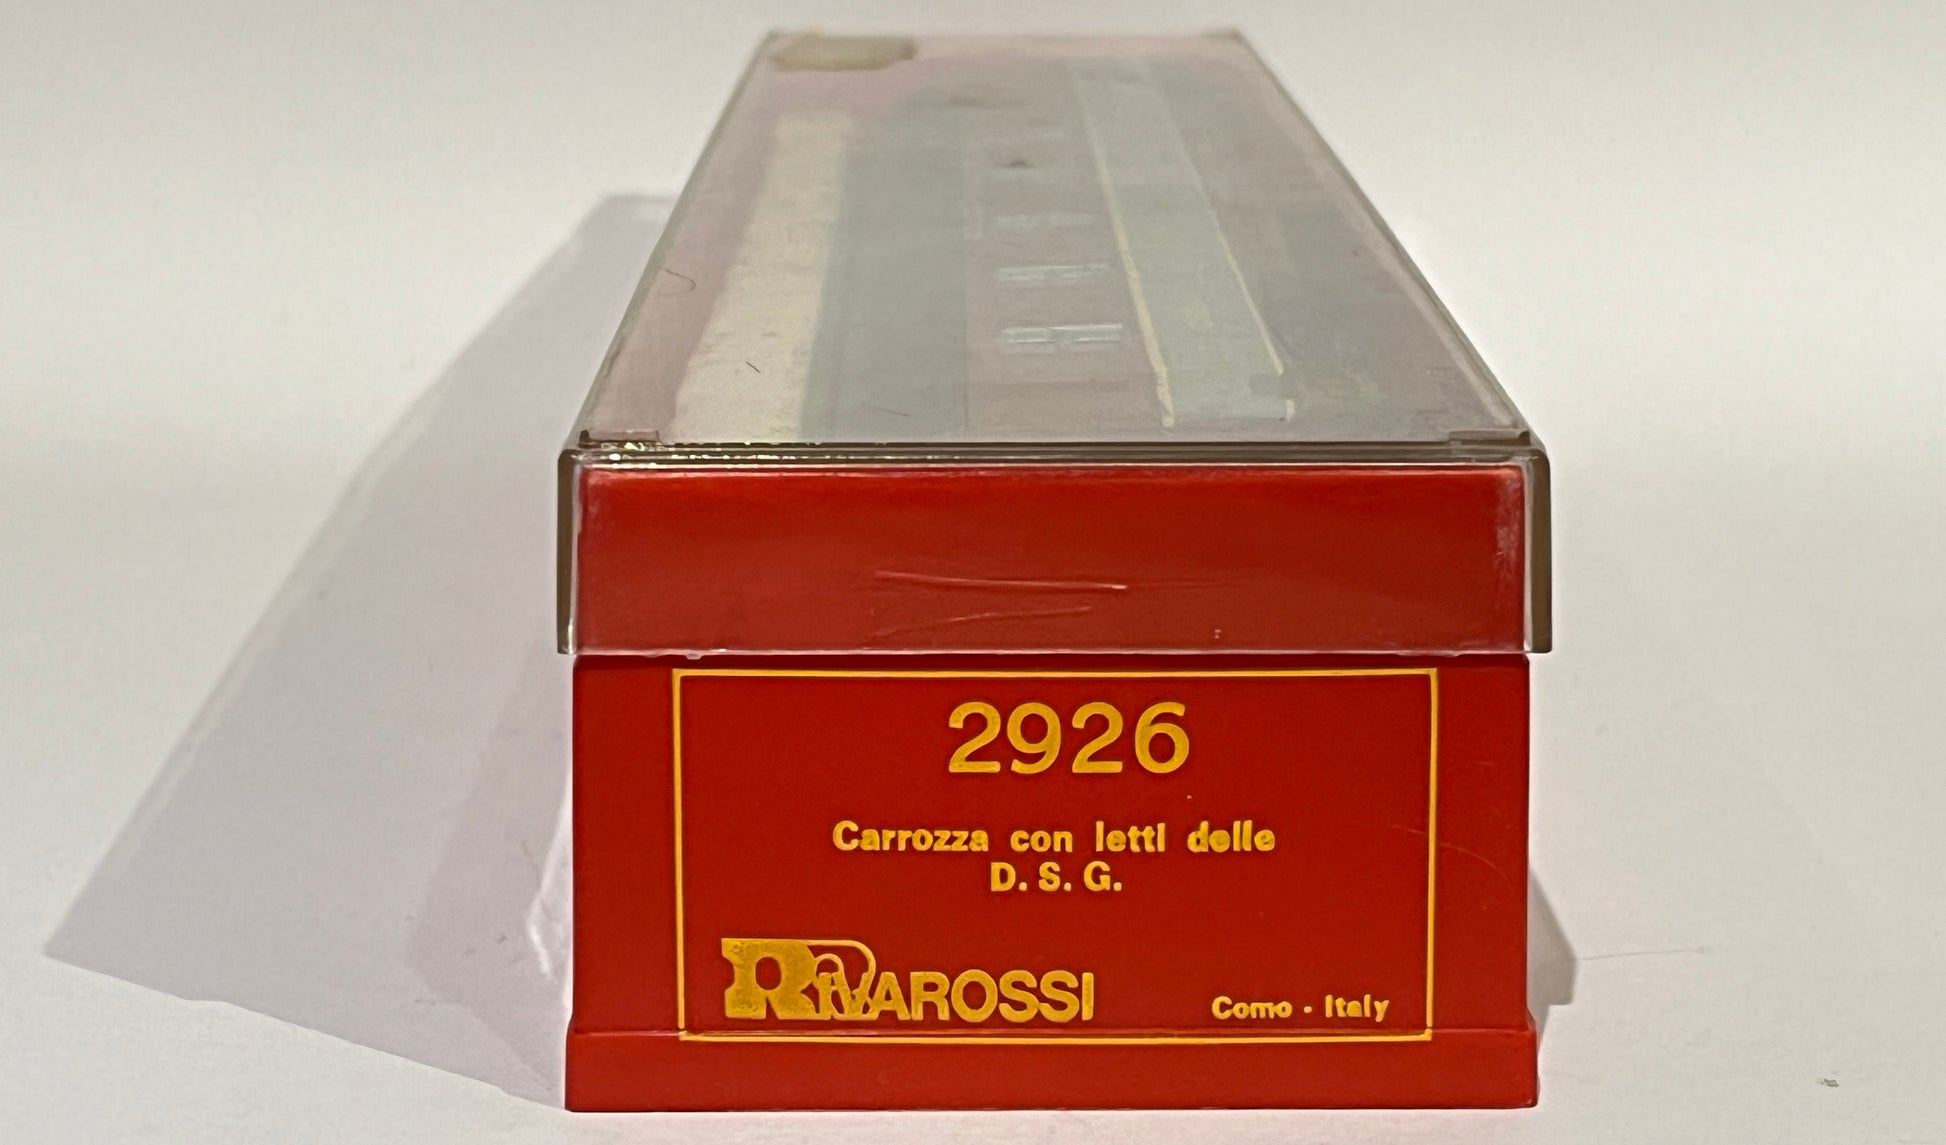 2926
Carrozza con letti delle
D. S. G.
RIVAROSSI
Como - Italy